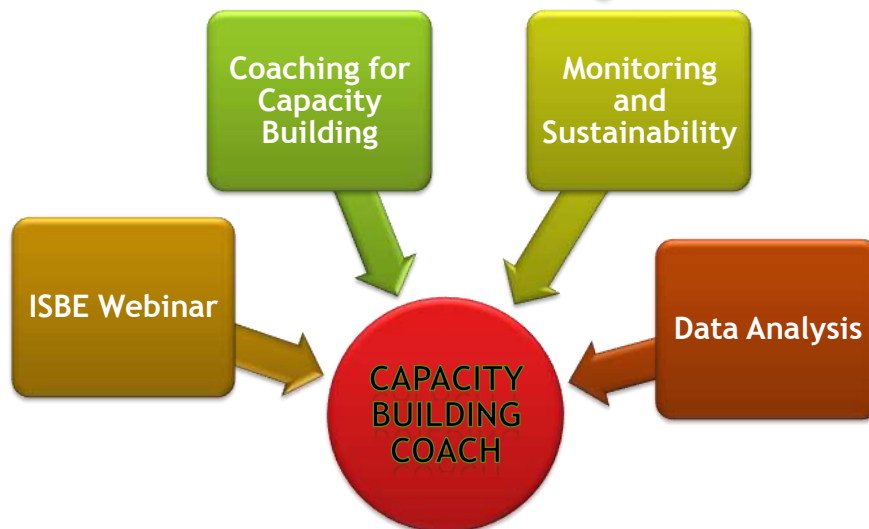 Coaching for
Capacity
Building
Monitoring
and
Sustainability
ISBE Webinar
Data Analysis
CAPACITY
BUILDING
COACH